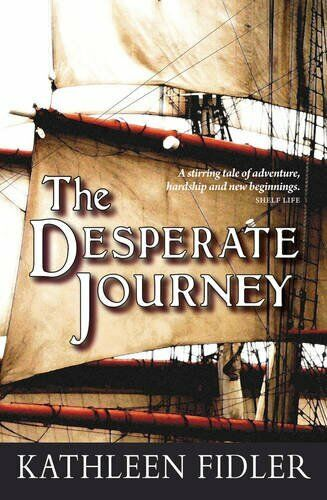 A stirring tale of adventure,
hardship and new beginnings.
SHELF LIFE
The
DESPERATE
JOURNEY
KATHLEEN FIDLER